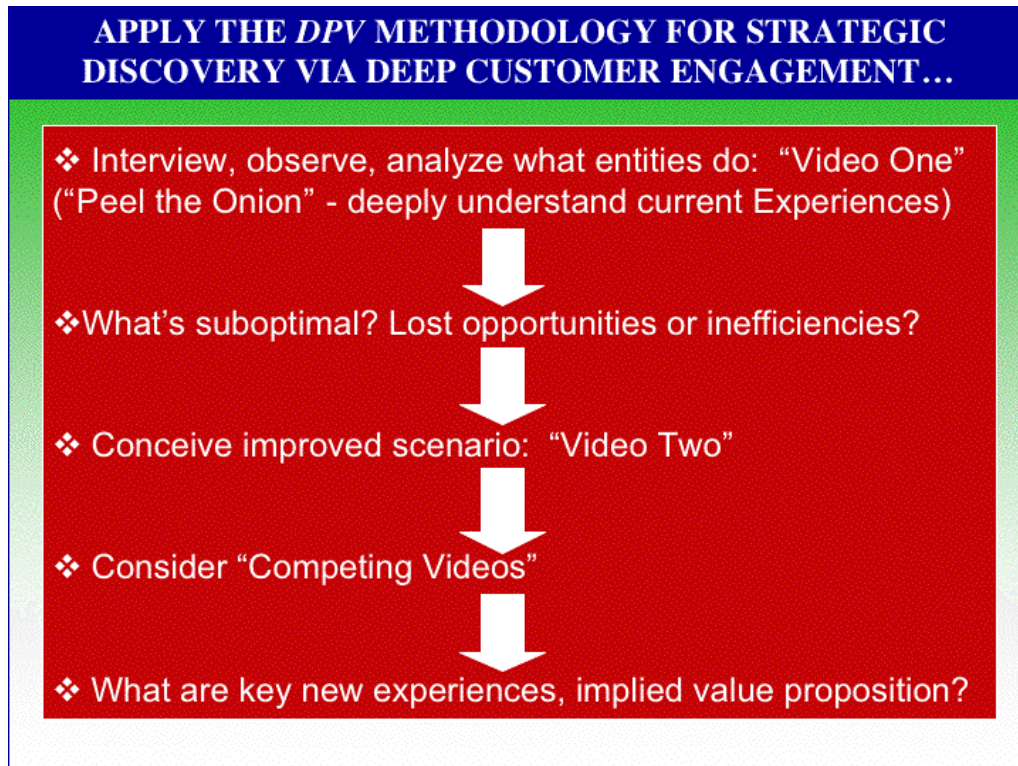 APPLY THE DPV METHODOLOGY FOR STRATEGIC
DISCOVERY VIA DEEP CUSTOMER ENGAGEMENT…
❖ Interview, observe, analyze what entities do:  “Video One”
(“Peel the Onion” - deeply understand current Experiences)
❖What’s suboptimal? Lost opportunities or inefficiencies?
❖ Conceive improved scenario:  “Video Two”
❖ Consider “Competing Videos”
❖ What are key new experiences, implied value proposition?